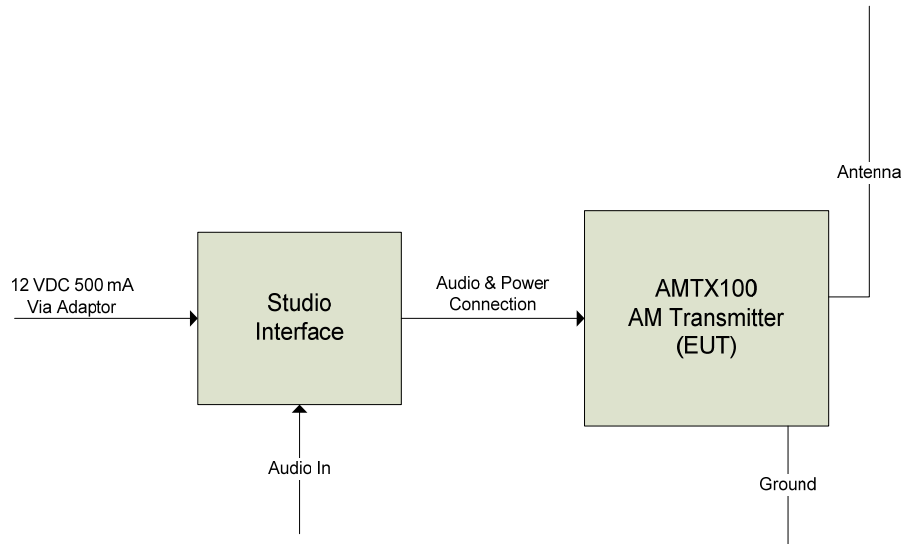 Antenna
12 VDC 500 mA
Via Adaptor
Studio
Interface
Audio & Power
Connection
AMTX100
AM Transmitter
(EUT)
Audio In
Ground